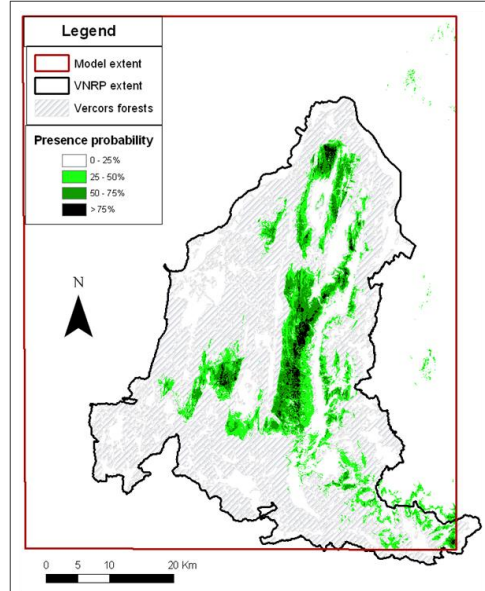 Legend
Model extent
VNRP extent
Vercors forests
Presence probability
0 - 25%
25 - 50%
50 - 75%
>75%
N
0 5 10 20 Km